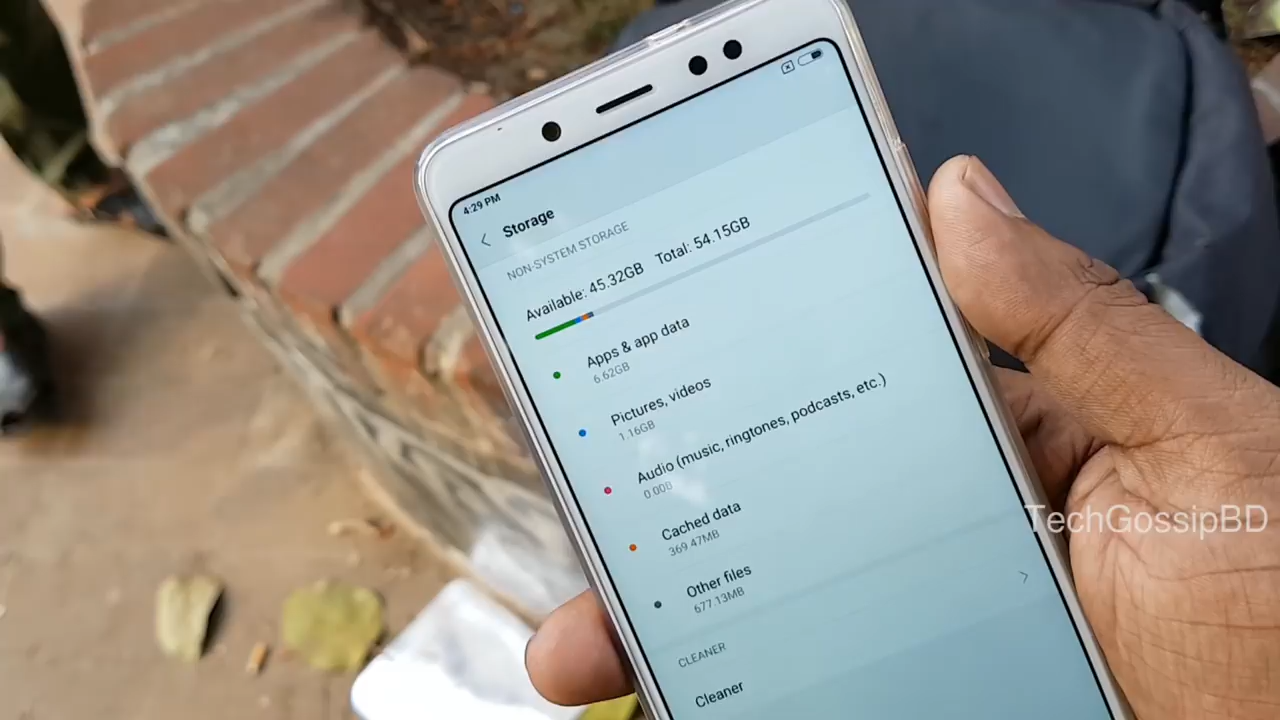 4:29 PM
Storage
NON-SYSTEM STORAGE
Available: 45.32GB Total: 54.15GB
Apps & app data
6.62GB
Pictures, videos
1.16GB
Audio (music, ringtones, podcasts, etc.)
0.00B
Cached data
369.47MB
Other files
677.13MB
CLEANER
Cleaner
TechGossipBD